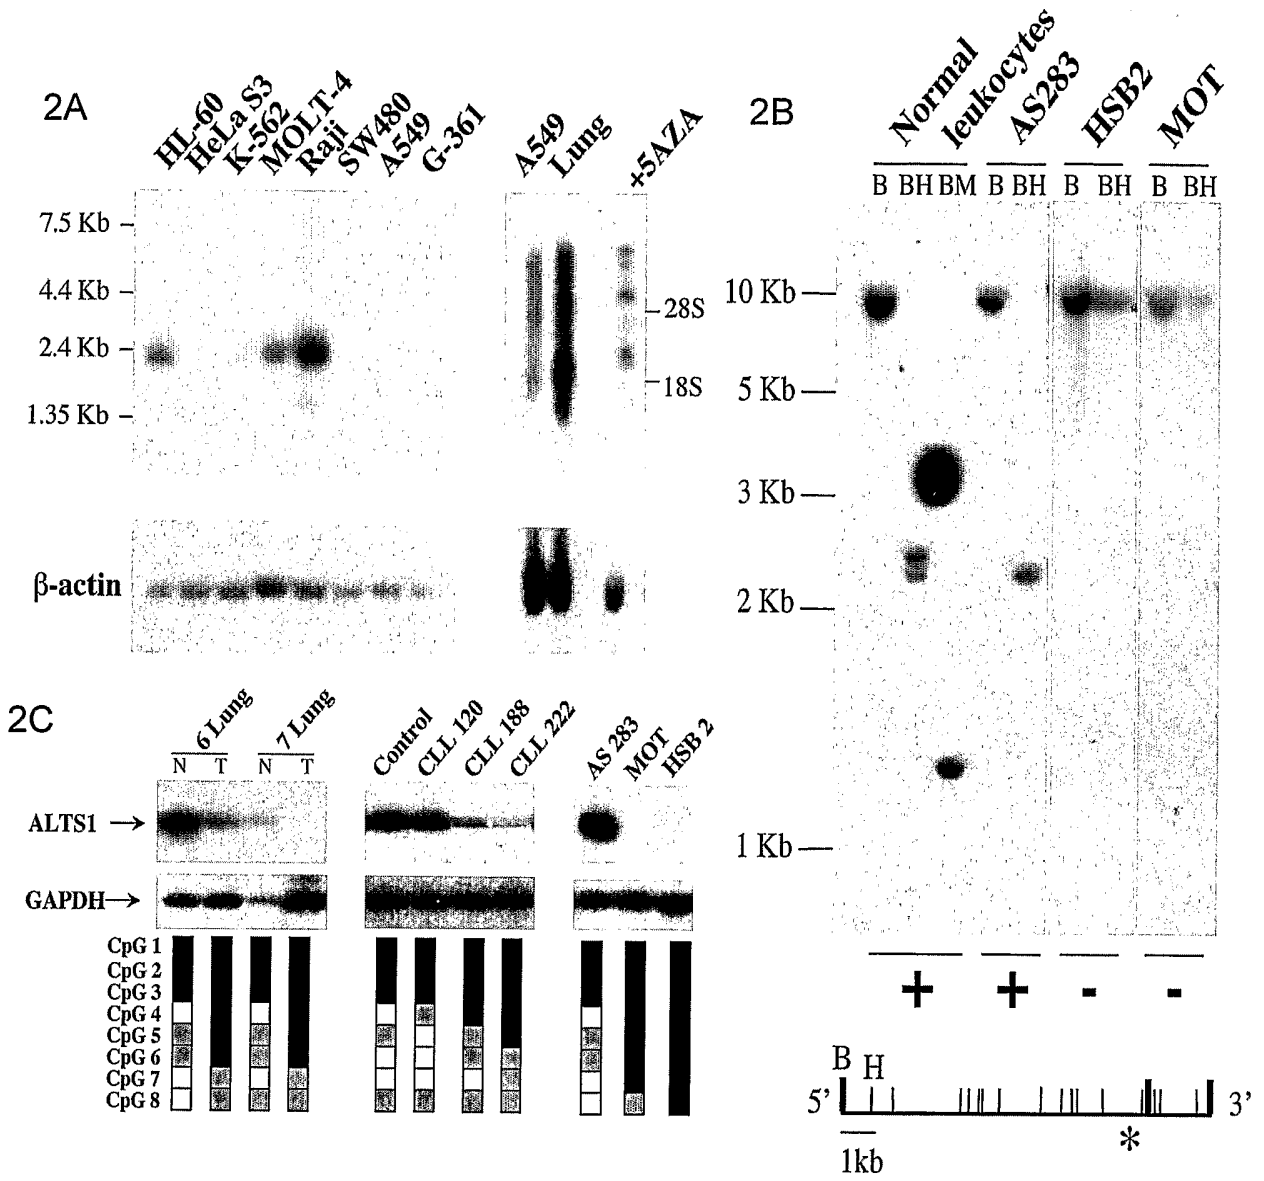 2A
HL-60
HeLa S3
K-562
MOLT-4
Raji
SW480
A549
G-361
A549
Lung
+5AZA
7.5 Kb
4.4 Kb
2.4 Kb
1.35 Kb
28S
18S
β-actin
2B
Normal
leukocytes
AS283
HSB2
MOT
B BH BM B BH B BH B BH
10 Kb
5 Kb
3 Kb
2 Kb
1 Kb
+ + - -
B
H
5' 3'
*
1kb
2C
6 Lung
7 Lung
N T N T
Control
CLL 120
CLL 188
CLL 222
AS 283
MOT
HSB 2
ALTS1
GAPDH
CpG 1
CpG 2
CpG 3
CpG 4
CpG 5
CpG 6
CpG 7
CpG 8